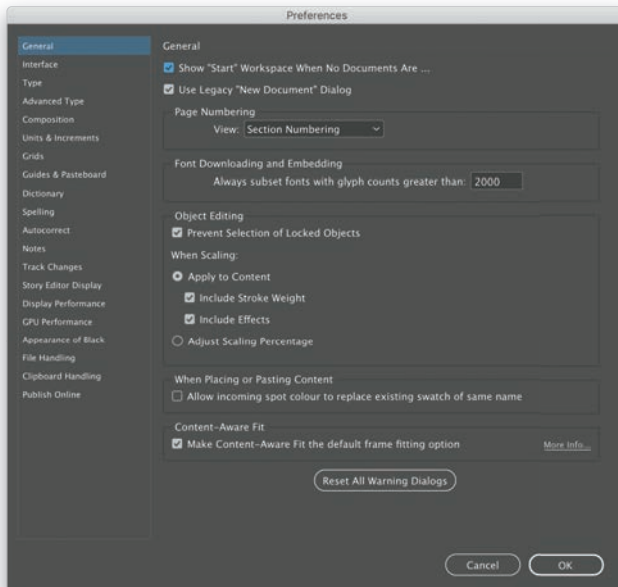 Preferences
General
Interface
Type
Advanced Type
Composition
Units & Increments
Grids
Guides & Pasteboard
Dictionary
Spelling
Autocorrect
Notes
Track Changes
Story Editor Display
Display Performance
GPU Performance
Appearance of Black
File Handling
Clipboard Handling
Publish Online
General
Show "Start" Workspace When No Documents Are ...
Use Legacy "New Document" Dialog
Page Numbering
View: Section Numbering
Font Downloading and Embedding
Always subset fonts with glyph counts greater than: 2000
Object Editing
Prevent Selection of Locked Objects
When Scaling:
Apply to Content
Include Stroke Weight
Include Effects
Adjust Scaling Percentage
When Placing or Pasting Content
Allow incoming spot colour to replace existing swatch of same name
Content-Aware Fit
Make Content-Aware Fit the default frame fitting option More Info...
Reset All Warning Dialogs
Cancel OK